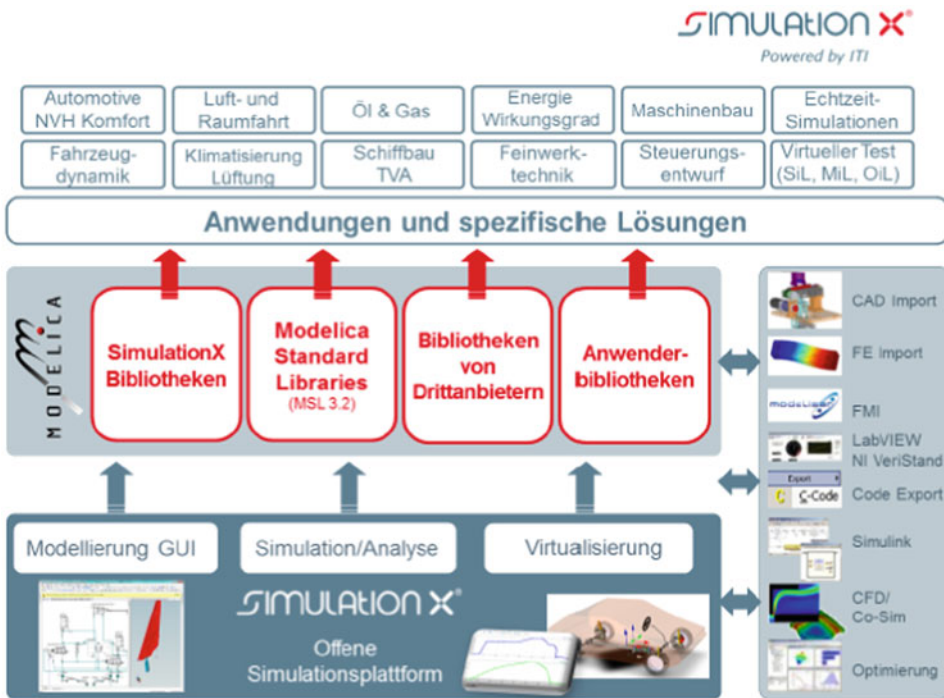 SIMULATION X®
Powered by ITI
Automotive
NVH Komfort
Luft- und
Raumfahrt
Öl & Gas
Energie
Wirkungsgrad
Maschinenbau
Echtzeit-
Simulationen
Fahrzeug-
dynamik
Klimatisierung
Lüftung
Schiffbau
TVA
Feinwerk-
technik
Steuerungs-
entwurf
Virtueller Test
(SiL, MiL, OiL)
Anwendungen und spezifische Lösungen
MODELICA
SimulationX
Bibliotheken
Modelica
Standard
Libraries
(MSL 3.2)
Bibliotheken
von
Drittanbietern
Anwender-
bibliotheken
CAD Import
FE Import
FMI
LabVIEW
NI VeriStand
Export
C C-Code
Code Export
Simulink
CFD/
Co-Sim
Optimierung
Modellierung GUI
Simulation/Analyse
Virtualisierung
SIMULATION X®
Offene
Simulationsplattform